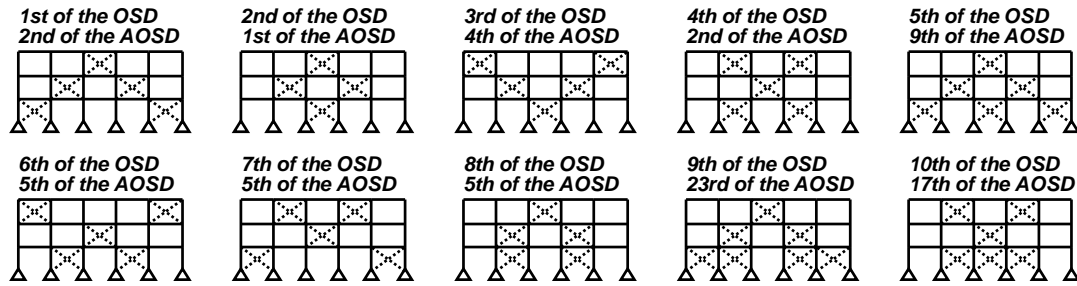 1st of the OSD
2nd of the AOSD
2nd of the OSD
1st of the AOSD
3rd of the OSD
4th of the AOSD
4th of the OSD
2nd of the AOSD
5th of the OSD
9th of the AOSD
6th of the OSD
5th of the AOSD
7th of the OSD
5th of the AOSD
8th of the OSD
5th of the AOSD
9th of the OSD
23rd of the AOSD
10th of the OSD
17th of the AOSD